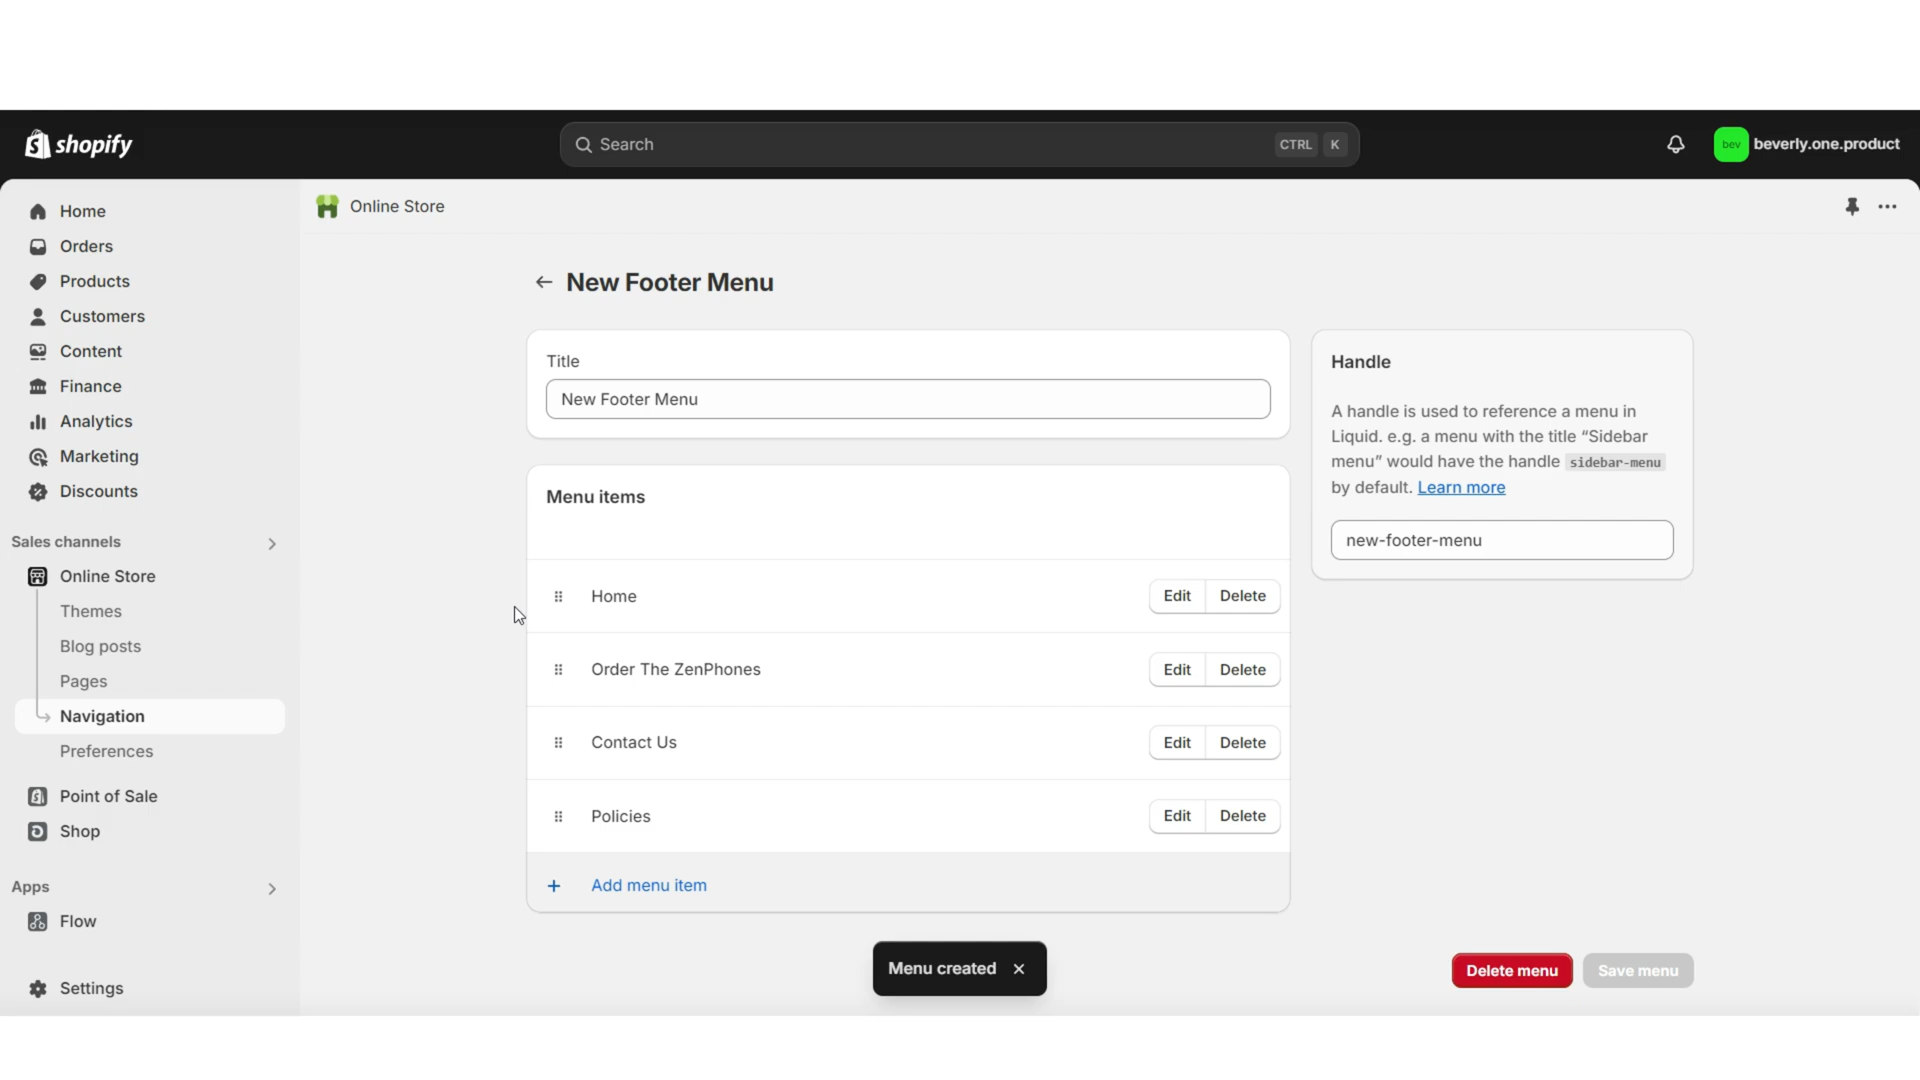 shopify
Search
CTRL K
bev
beverly.one.product
Home
Orders
Products
Customers
Content
Finance
Analytics
Marketing
Discounts
Sales channels
Online Store
Themes
Blog posts
Pages
Navigation
Preferences
Point of Sale
Shop
Apps
Flow
Settings
Online Store
New Footer Menu
Title
New Footer Menu
Menu items
Home Edit Delete
Order The ZenPhones Edit Delete
Contact Us Edit Delete
Policies Edit Delete
+ Add menu item
Handle
A handle is used to reference a menu in
Liquid. e.g. a menu with the title “Sidebar
menu” would have the handle sidebar-menu
by default. Learn more
new-footer-menu
Menu created
Delete menu
Save menu